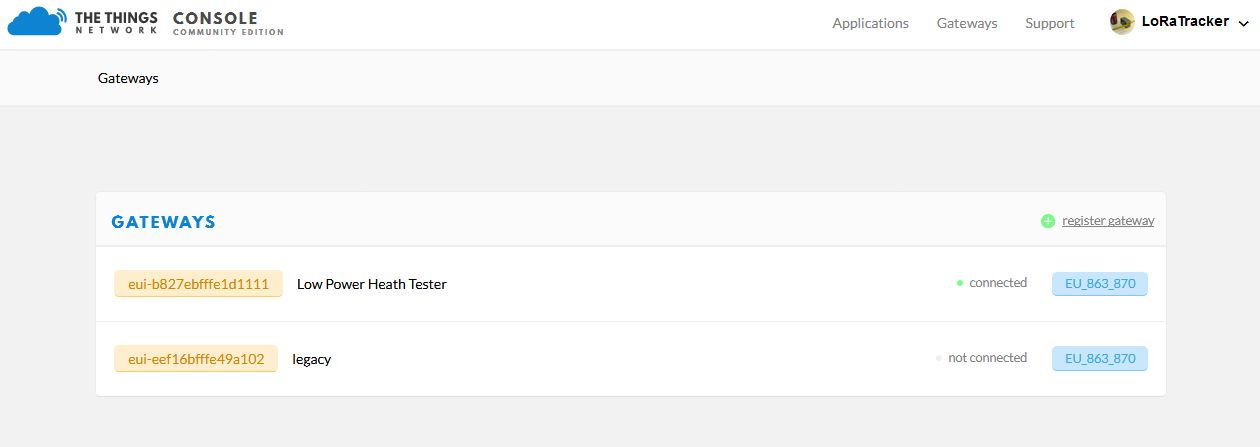 THE THINGS NETWORK CONSOLE COMMUNITY EDITION
Applications Gateways Support LoRaTracker
Gateways
GATEWAYS register gateway
eui-b827ebfffe1d1111 Low Power Heath Tester connected EU_863_870
eui-eef16bfffe49a102 legacy not connected EU_863_870